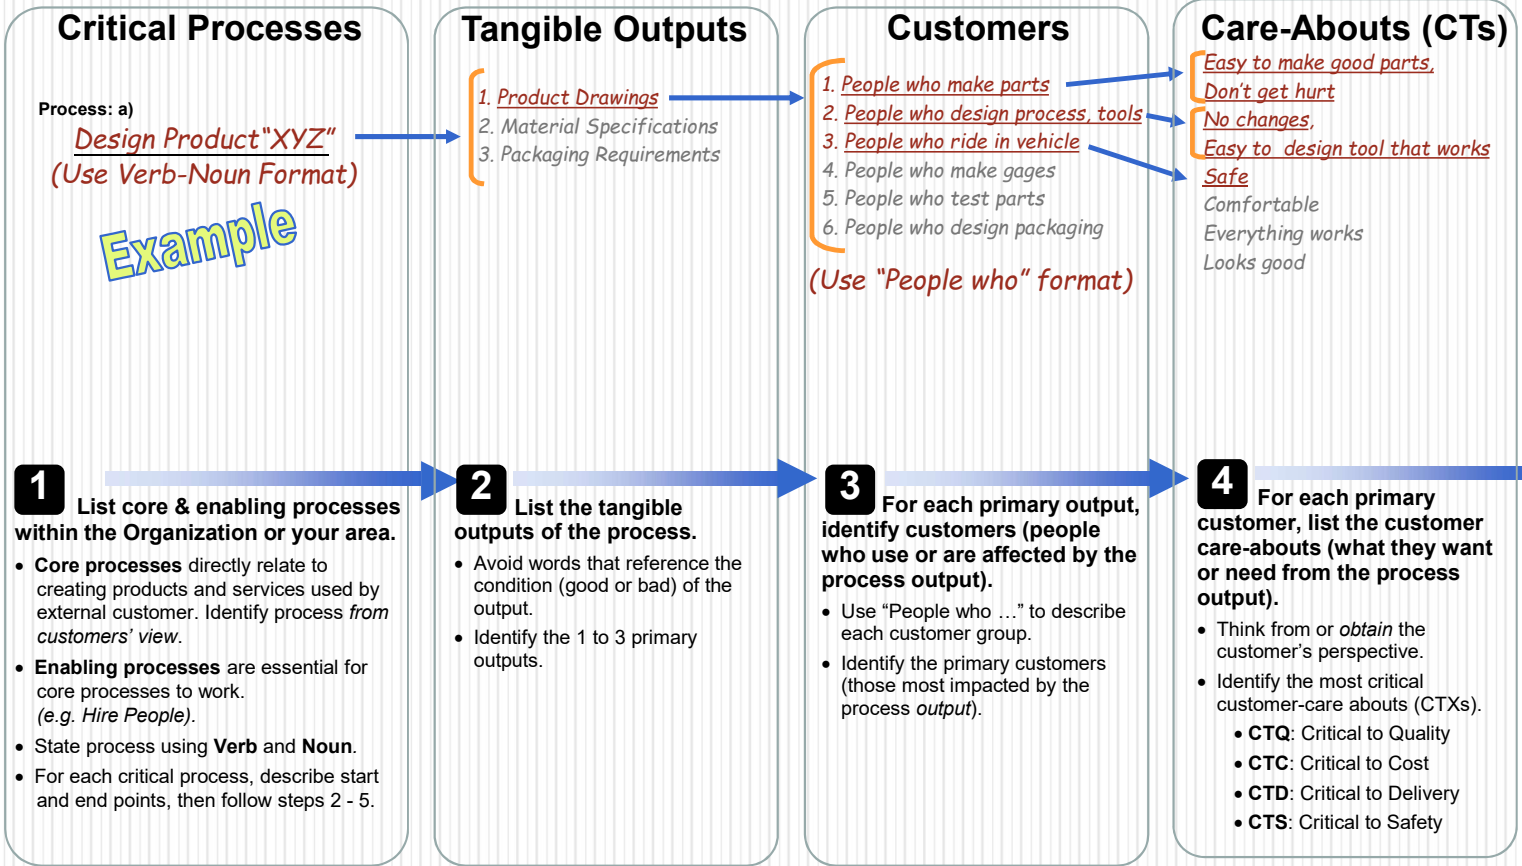 Critical Processes
Process: a)
Design Product“XYZ”
(Use Verb-Noun Format)
Example
1
List core & enabling processes
within the Organization or your area.
• Core processes directly relate to
creating products and services used by
external customer. Identify process from
customers’ view.
• Enabling processes are essential for
core processes to work.
(e.g. Hire People).
• State process using Verb and Noun.
• For each critical process, describe start
and end points, then follow steps 2 - 5.
Tangible Outputs
1. Product Drawings
2. Material Specifications
3. Packaging Requirements
2
List the tangible
outputs of the process.
• Avoid words that reference the
condition (good or bad) of the
output.
• Identify the 1 to 3 primary
outputs.
Customers
1. People who make parts
2. People who design process, tools
3. People who ride in vehicle
4. People who make gages
5. People who test parts
6. People who design packaging
(Use “People who” format)
3
For each primary output,
identify customers (people
who use or are affected by the
process output).
• Use “People who …” to describe
each customer group.
• Identify the primary customers
(those most impacted by the
process output).
Care-Abouts (CTs)
Easy to make good parts,
Don’t get hurt
No changes,
Easy to design tool that works
Safe
Comfortable
Everything works
Looks good
4
For each primary
customer, list the customer
care-abouts (what they want
or need from the process
output).
• Think from or obtain the
customer’s perspective.
• Identify the most critical
customer-care abouts (CTXs).
• CTQ: Critical to Quality
• CTC: Critical to Cost
• CTD: Critical to Delivery
• CTS: Critical to Safety